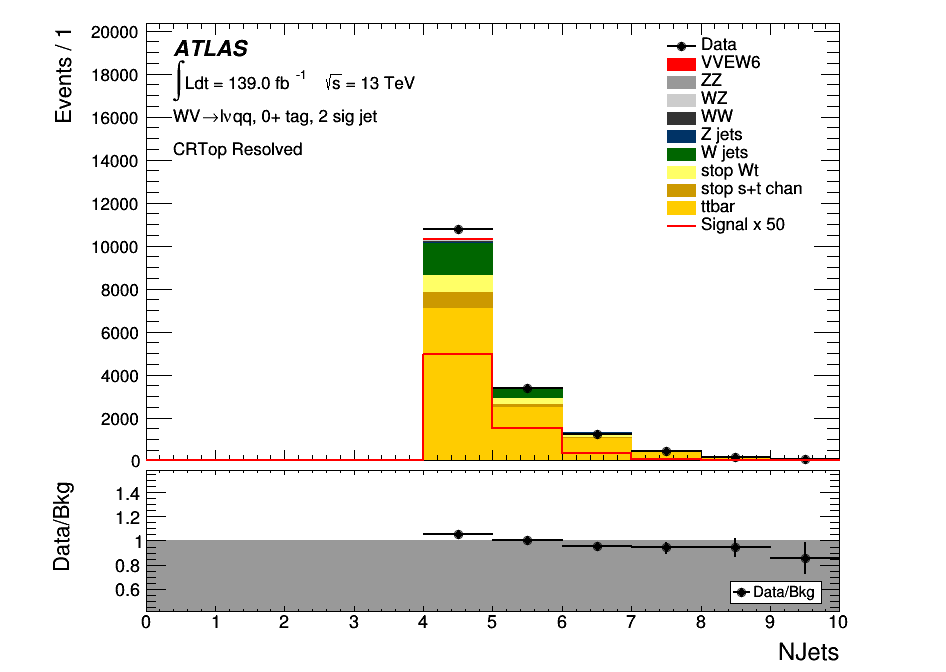 Events / 1
20000
18000
16000
14000
12000
10000
8000
6000
4000
2000
0
ATLAS
∫Ldt = 139.0 fb⁻¹ √s = 13 TeV
WV→lνqq, 0+ tag, 2 sig jet
CRTop Resolved
Data
VVEW6
ZZ
WZ
WW
Z jets
W jets
stop Wt
stop s+t chan
ttbar
Signal x 50
Data/Bkg
1.4
1.2
1
0.8
0.6
Data/Bkg
0 1 2 3 4 5 6 7 8 9 10
NJets